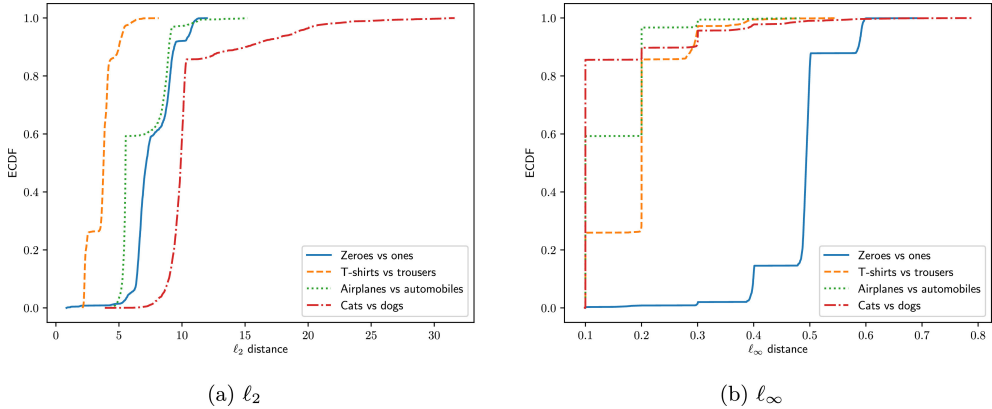 1.0
0.8
0.6
0.4
0.2
0.0
ECDF
0 5 10 15 20 25 30
ℓ₂ distance
Zeroes vs ones
T-shirts vs trousers
Airplanes vs automobiles
Cats vs dogs
(a) ℓ₂
1.0
0.8
0.6
0.4
0.2
0.0
ECDF
0.1 0.2 0.3 0.4 0.5 0.6 0.7 0.8
ℓ∞ distance
Zeroes vs ones
T-shirts vs trousers
Airplanes vs automobiles
Cats vs dogs
(b) ℓ∞